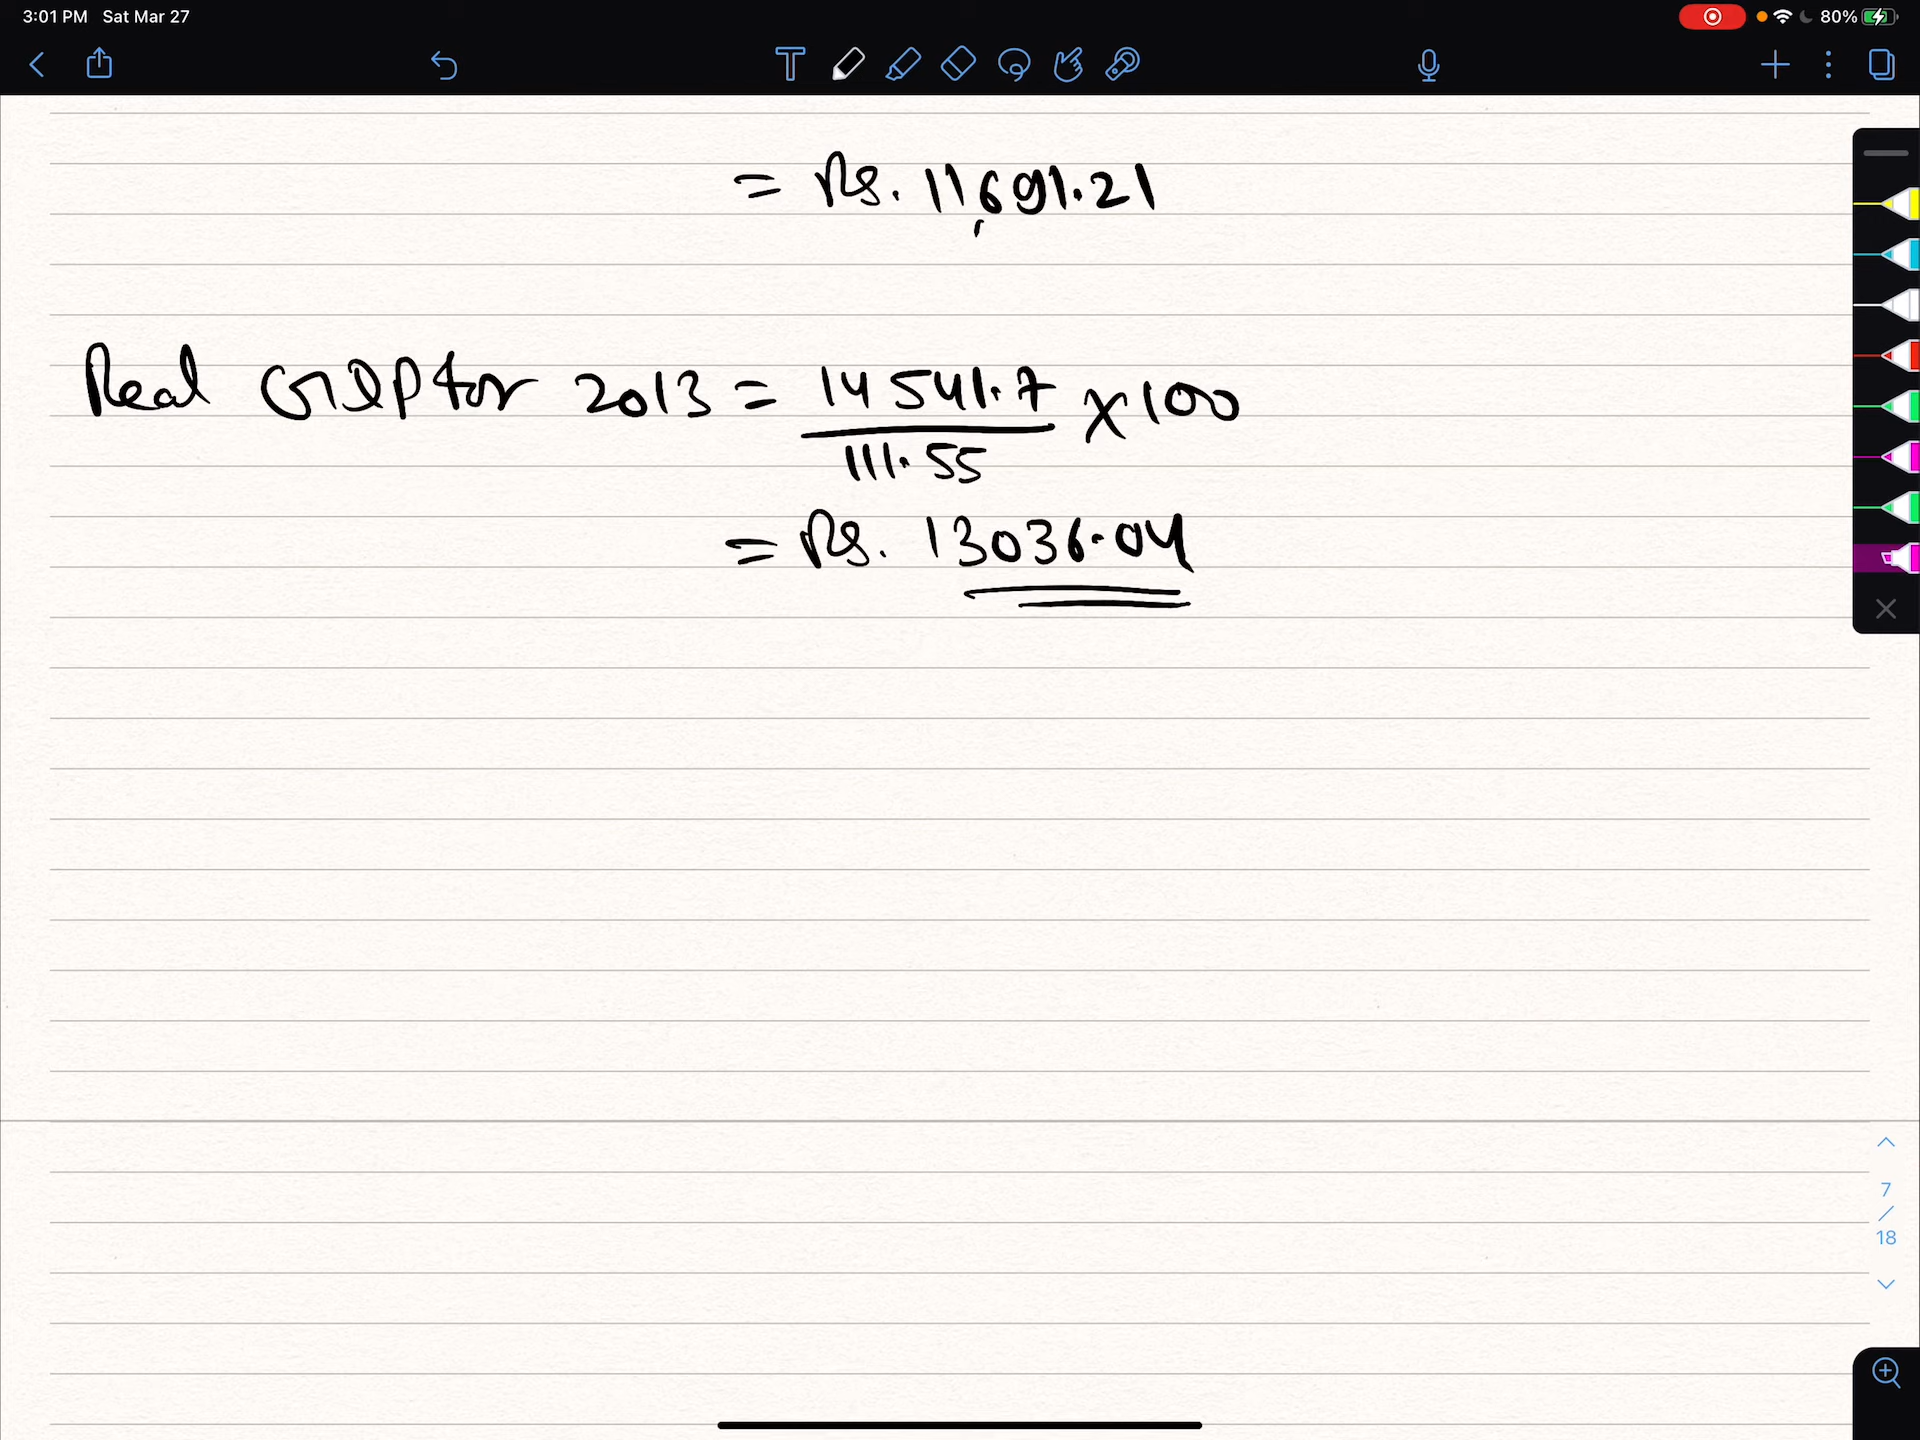 3:01 PM Sat Mar 27
80%
= Rs. 11,691.21
Real GDP for 2013 = 14541.7 × 100
111.55
= Rs. 13036.04
7
/
18